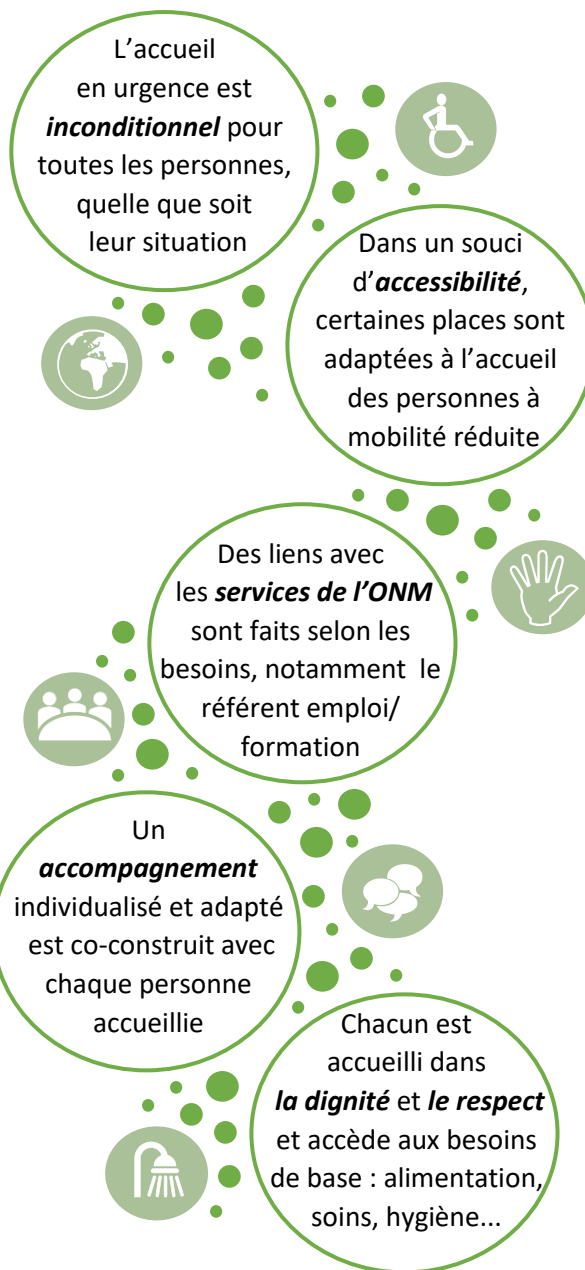 L’accueil
en urgence est
inconditionnel pour
toutes les personnes,
quelle que soit
leur situation
Dans un souci
d’accessibilité,
certaines places sont
adaptées à l’accueil
des personnes à
mobilité réduite
Des liens avec
les services de l’ONM
sont faits selon les
besoins, notamment le
référent emploi/
formation
Un
accompagnement
individualisé et adapté
est co-construit avec
chaque personne
accueillie
Chacun est
accueilli dans
la dignité et le respect
et accède aux besoins
de base : alimentation,
soins, hygiène...